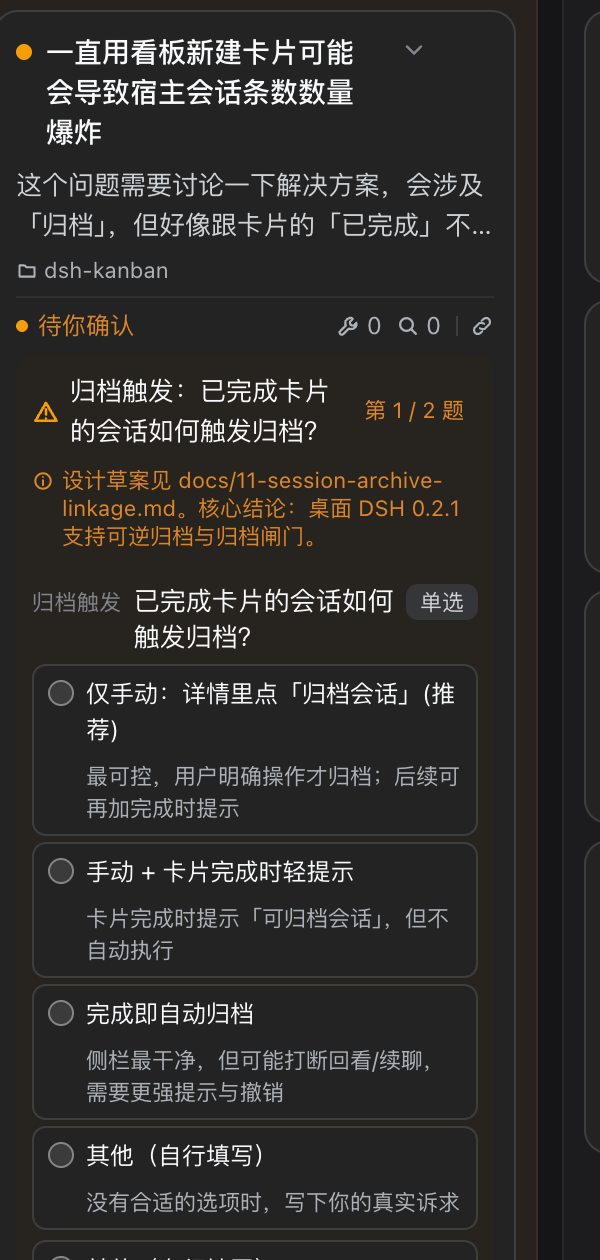 一直用看板新建卡片可能
会导致宿主会话条数数量
爆炸
这个问题需要讨论一下解决方案，会涉及
「归档」，但好像跟卡片的「已完成」不...
dsh-kanban
待你确认
0
0
归档触发：已完成卡片
的会话如何触发归档?
第 1 / 2 题
设计草案见 docs/11-session-archive-
linkage.md。核心结论：桌面 DSH 0.2.1
支持可逆归档与归档闸门。
归档触发
已完成卡片的会话如何
触发归档?
单选
仅手动：详情里点「归档会话」(推
荐)
最可控，用户明确操作才归档；后续可
再加完成时提示
手动 + 卡片完成时轻提示
卡片完成时提示「可归档会话」，但不
自动执行
完成即自动归档
侧栏最干净，但可能打断回看/续聊，
需要更强提示与撤销
其他（自行填写）
没有合适的选项时，写下你的真实诉求